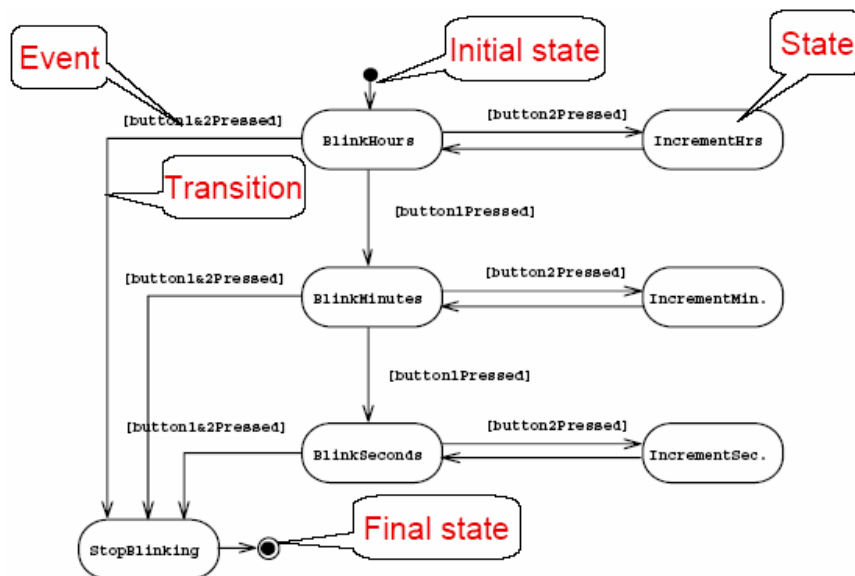 Event
Initial state
State
[button1&2Pressed]
[button2Pressed]
BlinkHours
IncrementHrs
Transition
[button1Pressed]
[button1&2Pressed]
[button2Pressed]
BlinkMinutes
IncrementMin.
[button1Pressed]
[button1&2Pressed]
[button2Pressed]
BlinkSeconds
IncrementSec.
Final state
StopBlinking